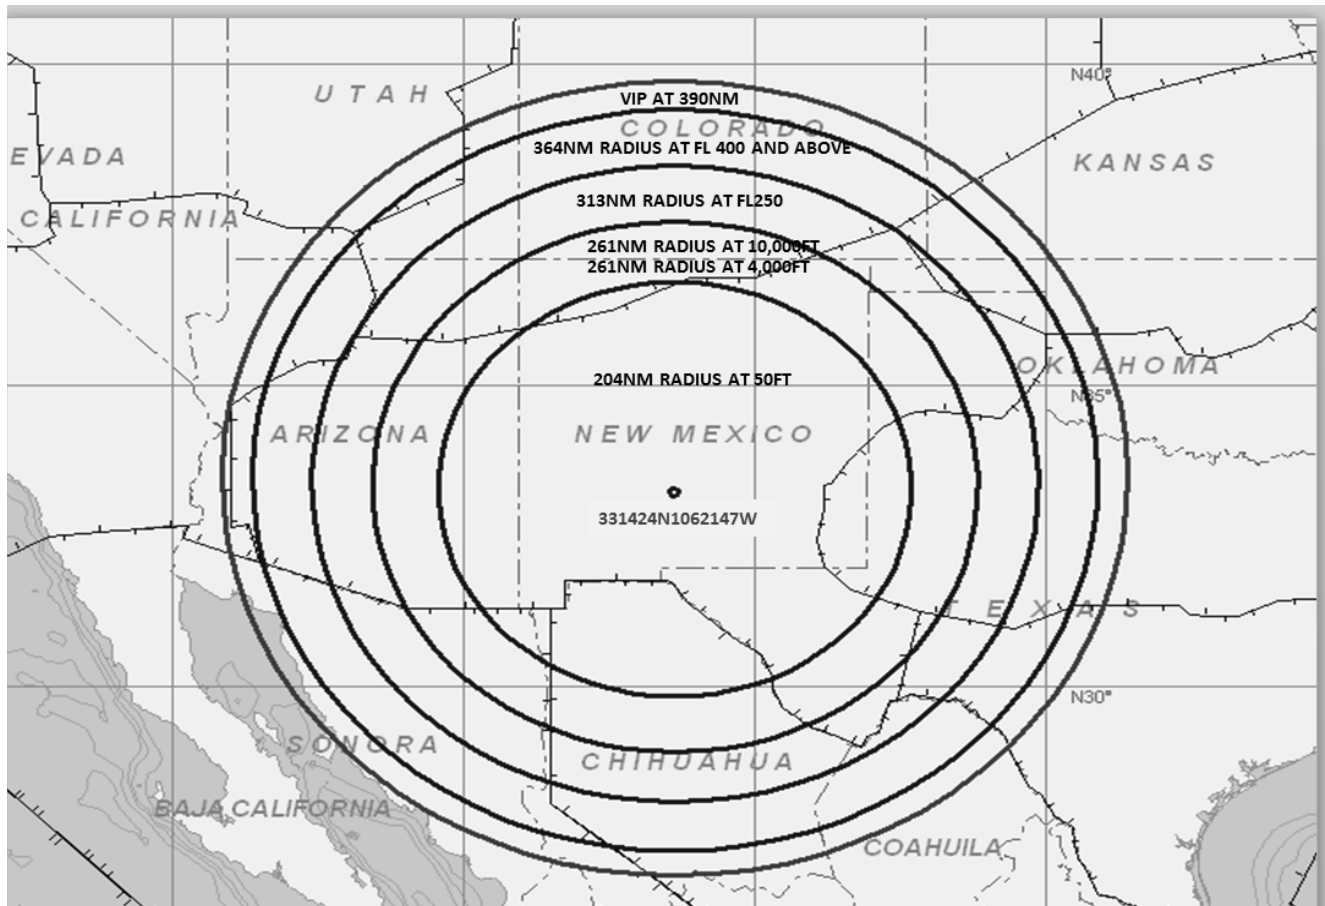 N40°
UTAH
VIP AT 390NM
COLORADO
364NM RADIUS AT FL 400 AND ABOVE
EVADA
KANSAS
313NM RADIUS AT FL250
CALIFORNIA
261NM RADIUS AT 10,000FT
261NM RADIUS AT 4,000FT
OKLAHOMA
204NM RADIUS AT 50FT
N35°
ARIZONA
NEW MEXICO
331424N1062147W
TEXAS
N30°
SONORA
CHIHUAHUA
BAJA CALIFORNIA
COAHUILA